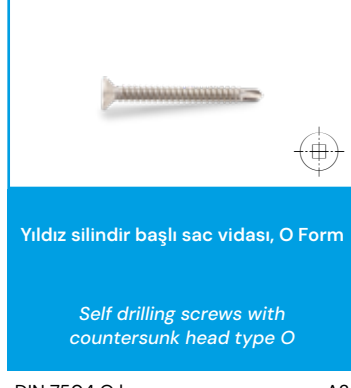 Yıldız silindir başlı sac vidası, O Form
Self drilling screws with
countersunk head type O